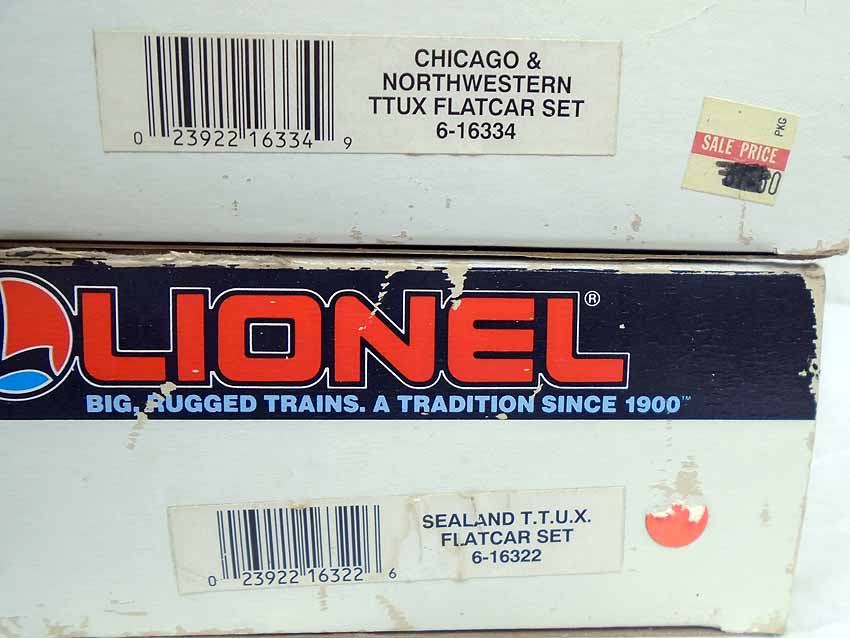 CHICAGO &
NORTHWESTERN
TTUX FLATCAR SET
6-16334
0 23922 16334 9
PKG
SALE PRICE
LIONEL®
BIG, RUGGED TRAINS. A TRADITION SINCE 1900™
SEALAND T.T.U.X.
FLATCAR SET
6-16322
0 23922 16322 6